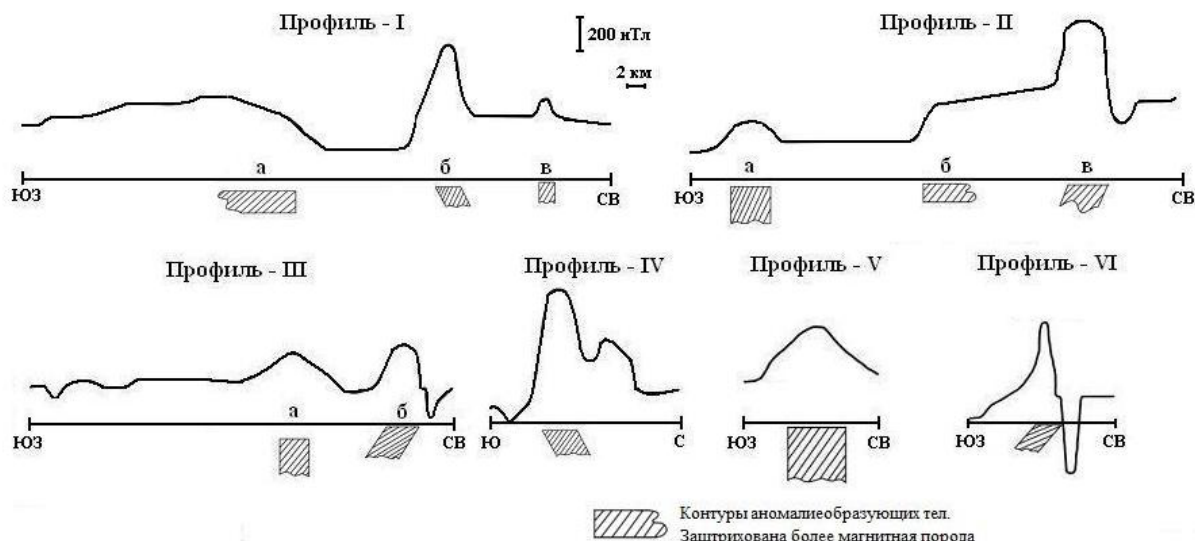 Профиль - I
200 нТл
2 км
Профиль - II
а б в
ЮЗ СВ
а б в
ЮЗ СВ
Профиль - III
Профиль - IV
Профиль - V
Профиль - VI
а б
ЮЗ СВ
Ю С
ЮЗ СВ
ЮЗ СВ
Контуры аномалиеобразующих тел.
Заштрихована более магнитная порода